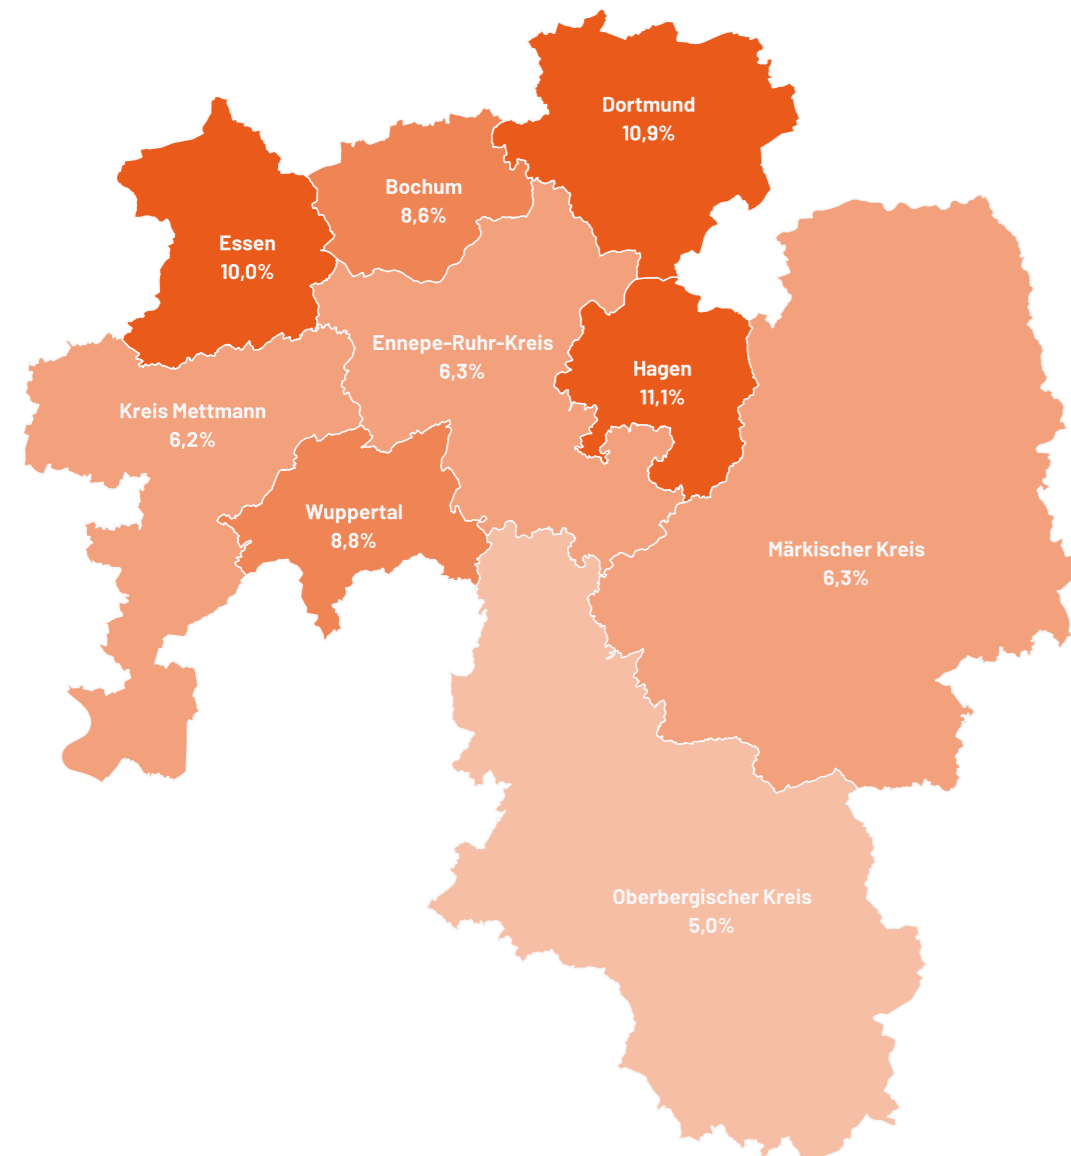 Dortmund
10,9%
Bochum
8,6%
Essen
10,0%
Ennepe-Ruhr-Kreis
6,3%
Hagen
11,1%
Kreis Mettmann
6,2%
Wuppertal
8,8%
Märkischer Kreis
6,3%
Oberbergischer Kreis
5,0%